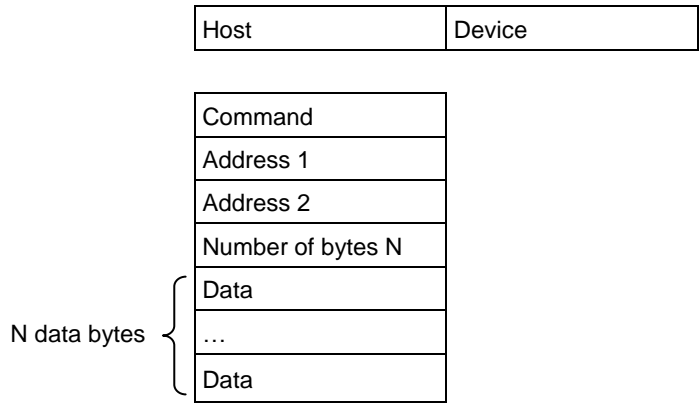 Host Device
Command
Address 1
Address 2
Number of bytes N
Data
N data bytes …
Data